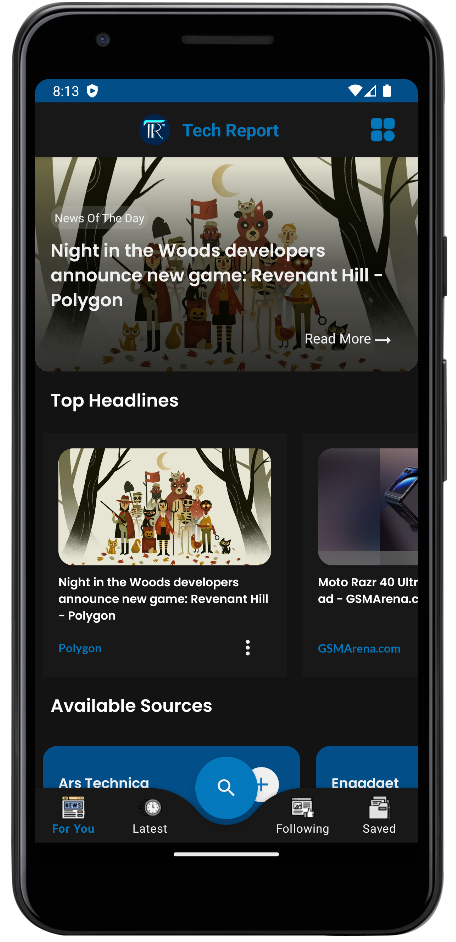 8:13
TR Tech Report
News Of The Day
Night in the Woods developers
announce new game: Revenant Hill -
Polygon
Read More
Top Headlines
Night in the Woods developers
announce new game: Revenant Hill
- Polygon
Polygon
Moto Razr 40 Ultr
ad - GSMArena.c
GSMArena.com
Available Sources
Ars Technica
Engadget
NEWS
For You
Latest
Following
Saved